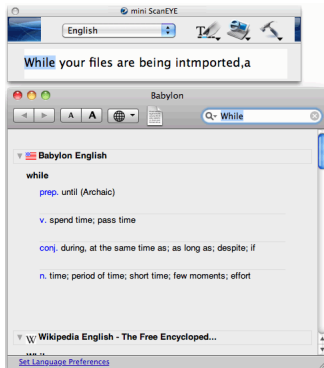 mini ScanEYE
English
While your files are being intmported,a
Babylon
A A While
Babylon English
while
prep. until (Archaic)
v. spend time; pass time
conj. during, at the same time as; as long as; despite; if
n. time; period of time; short time; few moments; effort
W Wikipedia English - The Free Encycloped...
Set Language Preferences